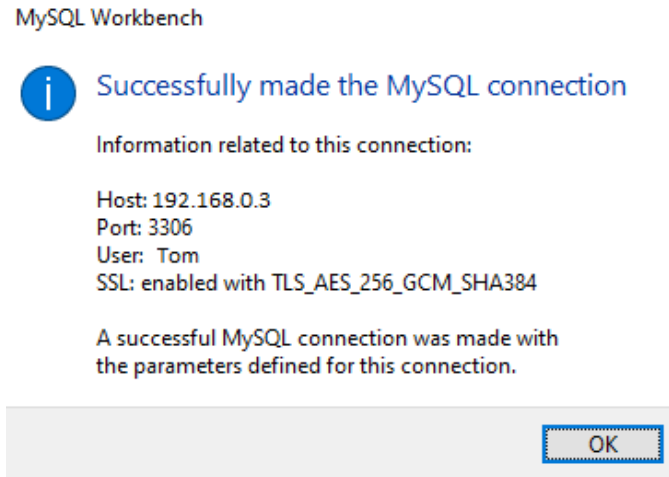 MySQL Workbench
Successfully made the MySQL connection
Information related to this connection:
Host: 192.168.0.3
Port: 3306
User: Tom
SSL: enabled with TLS_AES_256_GCM_SHA384
A successful MySQL connection was made with
the parameters defined for this connection.
OK